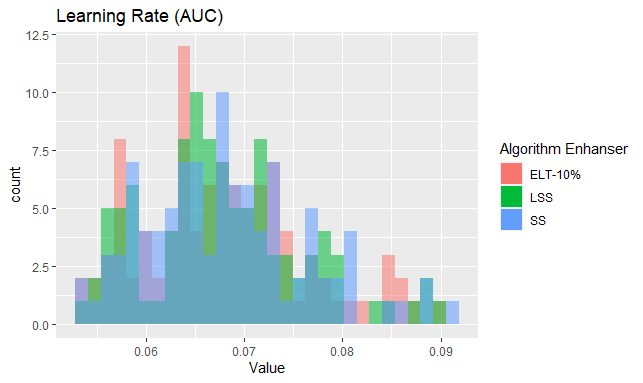 Learning Rate (AUC)
12.5
10.0
7.5
5.0
2.5
0.0
count
0.06
0.07
0.08
0.09
Value
Algorithm Enhanser
ELT-10%
LSS
SS